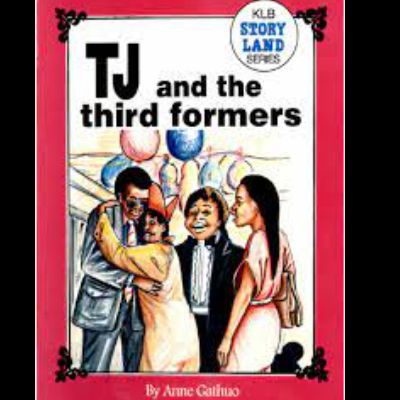 KLB
STORY
LAND
SERIES
TJ and the
third formers
By Anne Gathuo